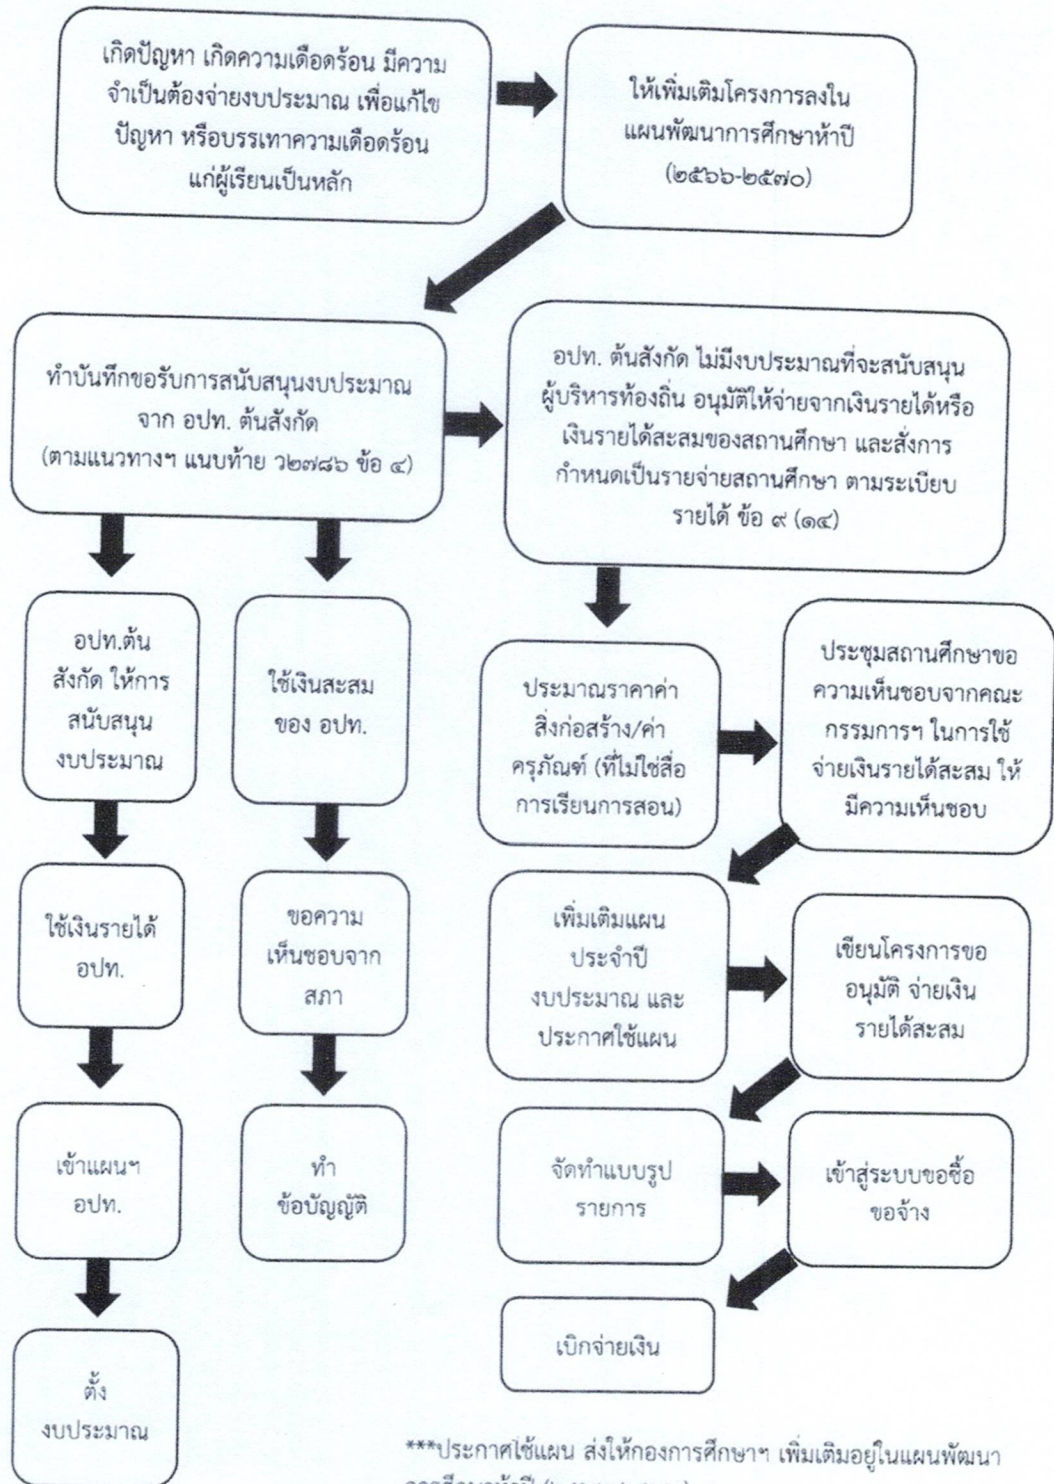 เกิดปัญหา เกิดความเดือดร้อน มีความ
จำเป็นต้องจ่ายงบประมาณ เพื่อแก้ไข
ปัญหา หรือบรรเทาความเดือดร้อน
แก่ผู้เรียนเป็นหลัก
ให้เพิ่มเติมโครงการลงใน
แผนพัฒนาการศึกษาห้าปี
(๒๕๖๖-๒๕๗๐)
ทำบันทึกขอรับการสนับสนุนงบประมาณ
จาก อปท. ต้นสังกัด
(ตามแนวทางฯ แนบท้าย ว๒๗๘๖ ข้อ ๔)
อปท. ต้นสังกัด ไม่มีงบประมาณที่จะสนับสนุน
ผู้บริหารท้องถิ่น อนุมัติให้จ่ายจากเงินรายได้หรือ
เงินรายได้สะสมของสถานศึกษา และสั่งการ
กำหนดเป็นรายจ่ายสถานศึกษา ตามระเบียบ
รายได้ ข้อ ๙ (๑๔)
อปท.ต้น
สังกัด ให้การ
สนับสนุน
งบประมาณ
ใช้เงินสะสม
ของ อปท.
ประมาณราคาค่า
สิ่งก่อสร้าง/ค่า
ครุภัณฑ์ (ที่ไม่ใช่สื่อ
การเรียนการสอน)
ประชุมสถานศึกษาขอ
ความเห็นชอบจากคณะ
กรรมการฯ ในการใช้
จ่ายเงินรายได้สะสม ให้
มีความเห็นชอบ
ใช้เงินรายได้
อปท.
ขอความ
เห็นชอบจาก
สภา
เพิ่มเติมแผน
ประจำปี
งบประมาณ และ
ประกาศใช้แผน
เขียนโครงการขอ
อนุมัติ จ่ายเงิน
รายได้สะสม
เข้าแผนฯ
อปท.
ทำ
ข้อบัญญัติ
จัดทำแบบรูป
รายการ
เข้าสู่ระบบขอซื้อ
ขอจ้าง
เบิกจ่ายเงิน
ตั้ง
งบประมาณ
***ประกาศใช้แผน ส่งให้กองการศึกษาฯ เพิ่มเติมอยู่ในแผนพัฒนา